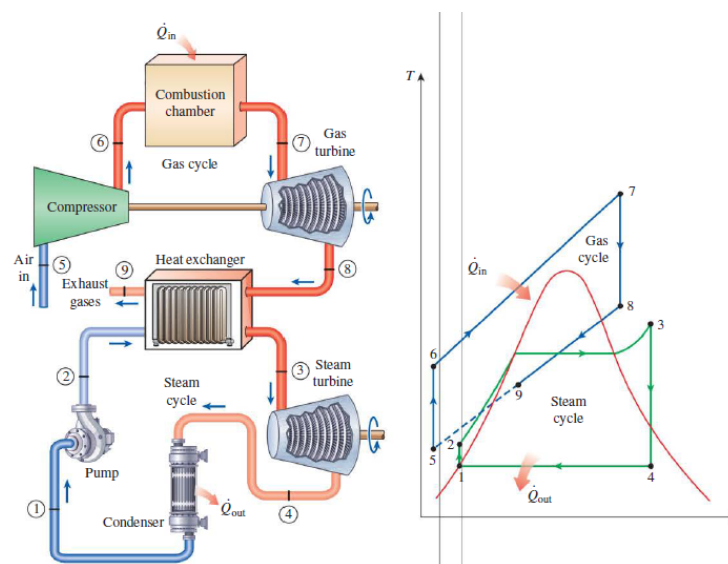 Q̇in
Combustion
chamber
6
7
Gas
turbine
Gas cycle
Compressor
Air
in
5
9
Exhaust
gases
Heat exchanger
8
2
3
Steam
cycle
Steam
turbine
Pump
1
Condenser
Q̇out
4
T
7
Gas
cycle
Q̇in
8
3
6
9
Steam
cycle
2
5
1
4
Q̇out